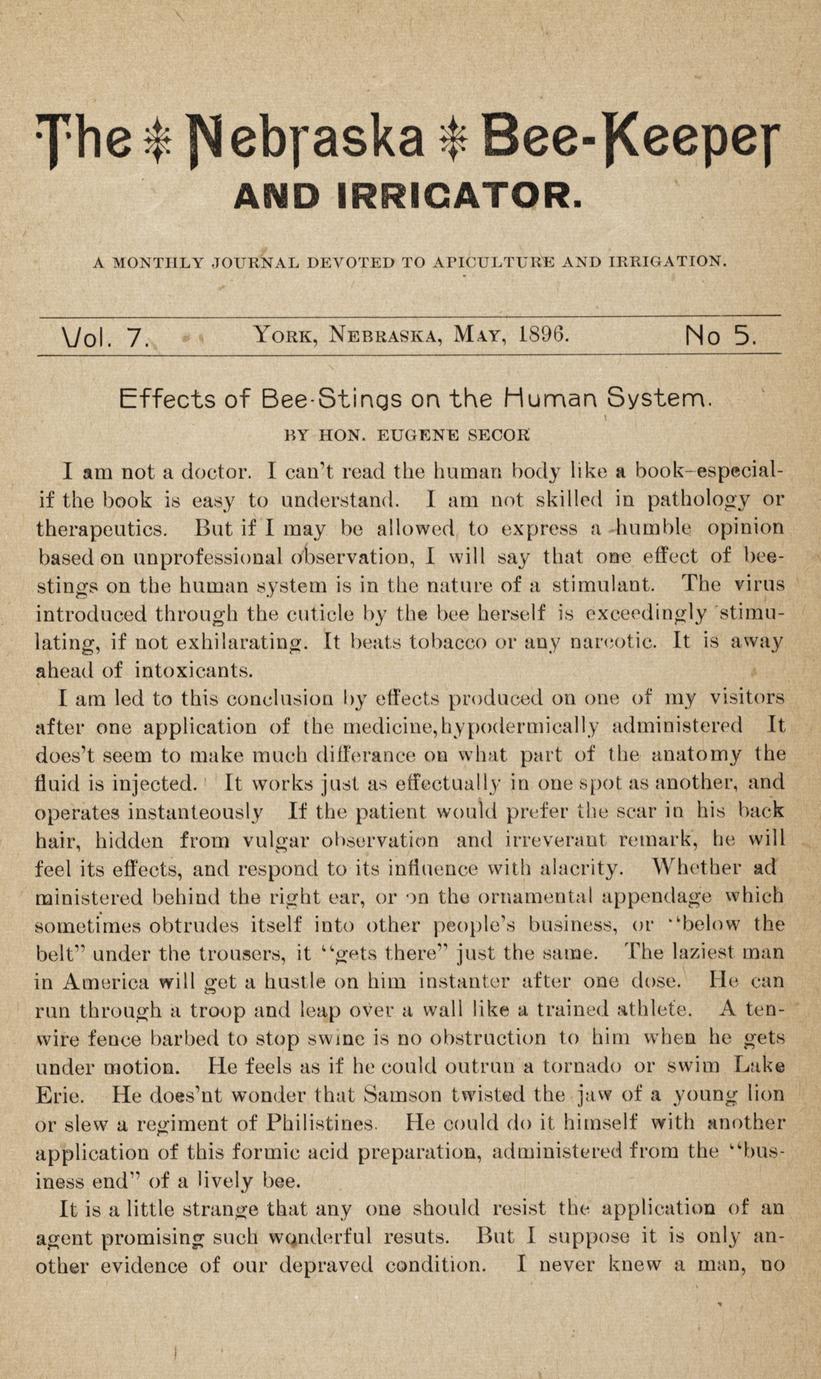 The Nebraska Bee-Keeper
AND IRRIGATOR.
A MONTHLY JOURNAL DEVOTED TO APICULTURE AND IRRIGATION.
Vol. 7. YORK, NEBRASKA, MAY, 1896. No 5.
Effects of Bee-Stings on the Human System.
BY HON. EUGENE SECOR
I am not a doctor. I can't read the human body like a book-especial-
if the book is easy to understand. I am not skilled in pathology or
therapeutics. But if I may be allowed to express a humble opinion
based on unprofessional observation, I will say that one effect of bee-
stings on the human system is in the nature of a stimulant. The virus
introduced through the cuticle by the bee herself is exceedingly stimu-
lating, if not exhilarating. It beats tobacco or any narcotic. It is away
ahead of intoxicants.
I am led to this conclusion by effects produced on one of my visitors
after one application of the medicine, hypodermically administered It
does't seem to make much differance on what part of the anatomy the
fluid is injected. It works just as effectually in one spot as another, and
operates instanteously If the patient would prefer the scar in his back
hair, hidden from vulgar observation and irreverant remark, he will
feel its effects, and respond to its influence with alacrity. Whether ad
ministered behind the right ear, or on the ornamental appendage which
sometimes obtrudes itself into other people's business, or "below the
belt" under the trousers, it "gets there" just the same. The laziest man
in America will get a hustle on him instanter after one dose. He can
run through a troop and leap over a wall like a trained athlete. A ten-
wire fence barbed to stop swine is no obstruction to him when he gets
under motion. He feels as if he could outrun a tornado or swim Lake
Erie. He does'nt wonder that Samson twisted the jaw of a young lion
or slew a regiment of Philistines. He could do it himself with another
application of this formic acid preparation, administered from the "bus-
iness end" of a lively bee.
It is a little strange that any one should resist the application of an
agent promising such wonderful resuts. But I suppose it is only an-
other evidence of our depraved condition. I never knew a man, no